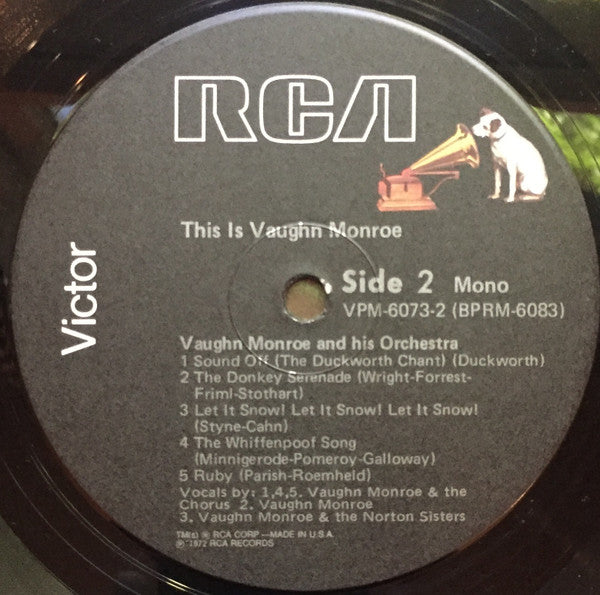 RCA
Victor
This Is Vaughn Monroe
Side 2 Mono
VPM-6073-2 (BPRM-6083)
Vaughn Monroe and his Orchestra
1 Sound Off (The Duckworth Chant) (Duckworth)
2 The Donkey Serenade (Wright-Forrest-
Friml-Stothart)
3 Let It Snow! Let It Snow! Let It Snow!
(Styne-Cahn)
4 The Whiffenpoof Song
(Minnigerode-Pomeroy-Galloway)
5 Ruby (Parish-Roemheld)
Vocals by: 1,4,5. Vaughn Monroe & the
Chorus 2. Vaughn Monroe
3. Vaughn Monroe & the Norton Sisters
TM(s) ® RCA CORP.—MADE IN U.S.A.
℗ 1972 RCA RECORDS